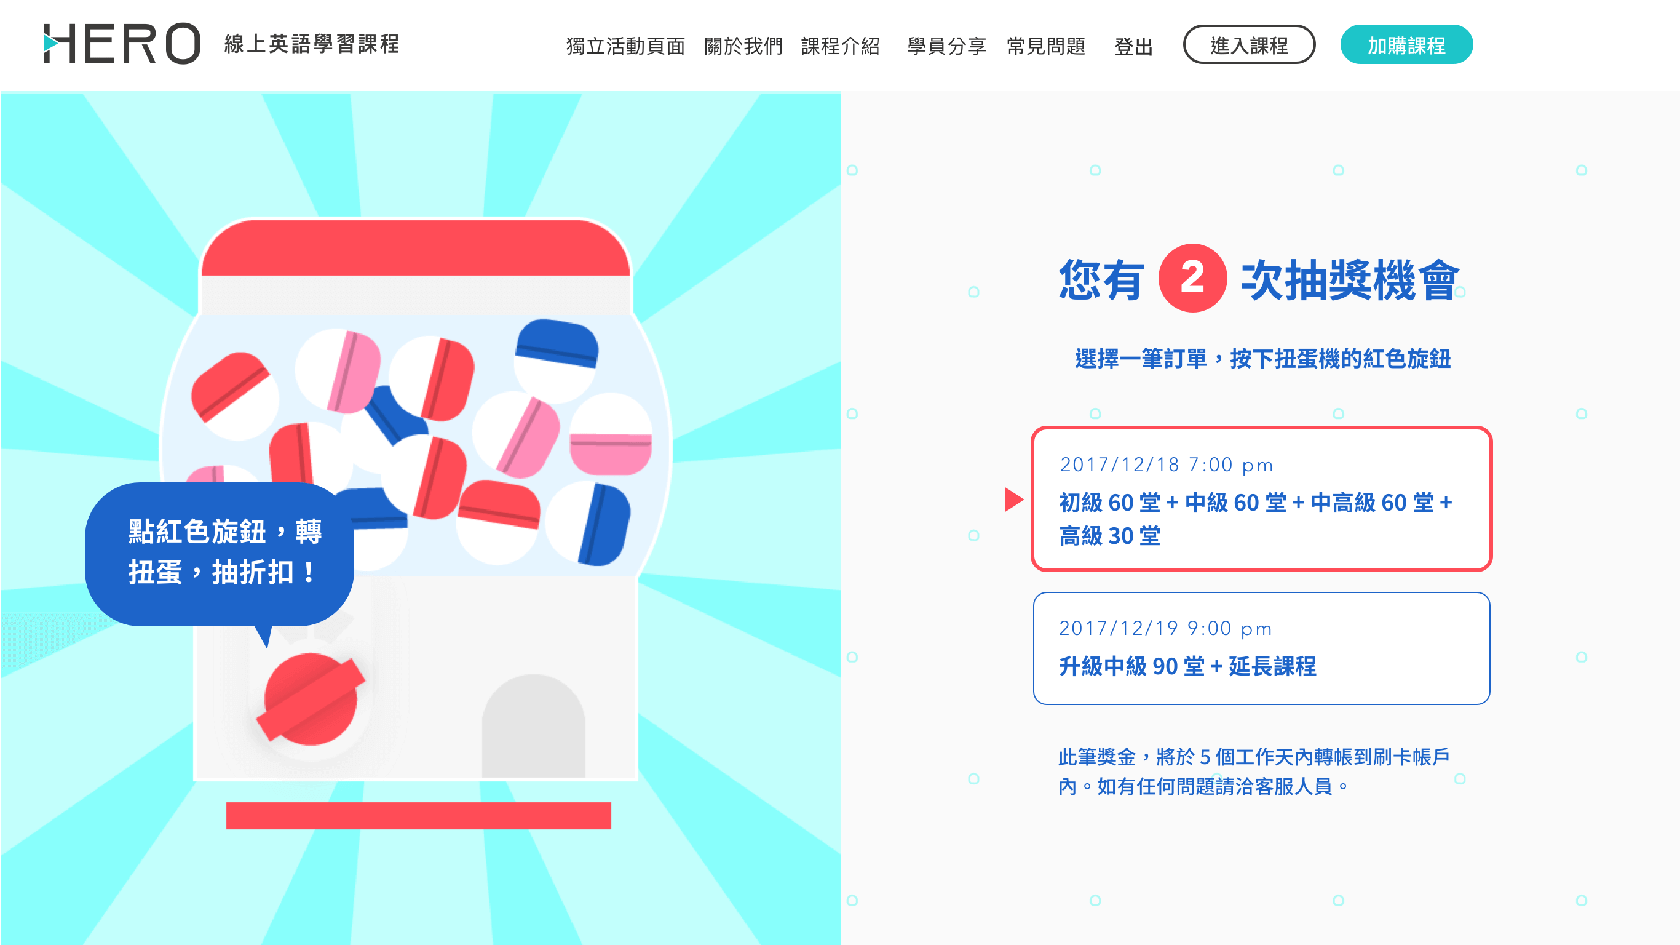 HERO 線上英語學習課程
獨立活動頁面 關於我們 課程介紹 學員分享 常見問題 登出 進入課程 加購課程
點紅色旋鈕，轉
扭蛋，抽折扣！
您有 2 次抽獎機會
選擇一筆訂單，按下扭蛋機的紅色旋鈕
2017/12/18 7:00 pm
初級 60 堂 + 中級 60 堂 + 中高級 60 堂 +
高級 30 堂
2017/12/19 9:00 pm
升級中級 90 堂 + 延長課程
此筆獎金，將於 5 個工作天內轉帳到刷卡帳戶
內。如有任何問題請洽客服人員。